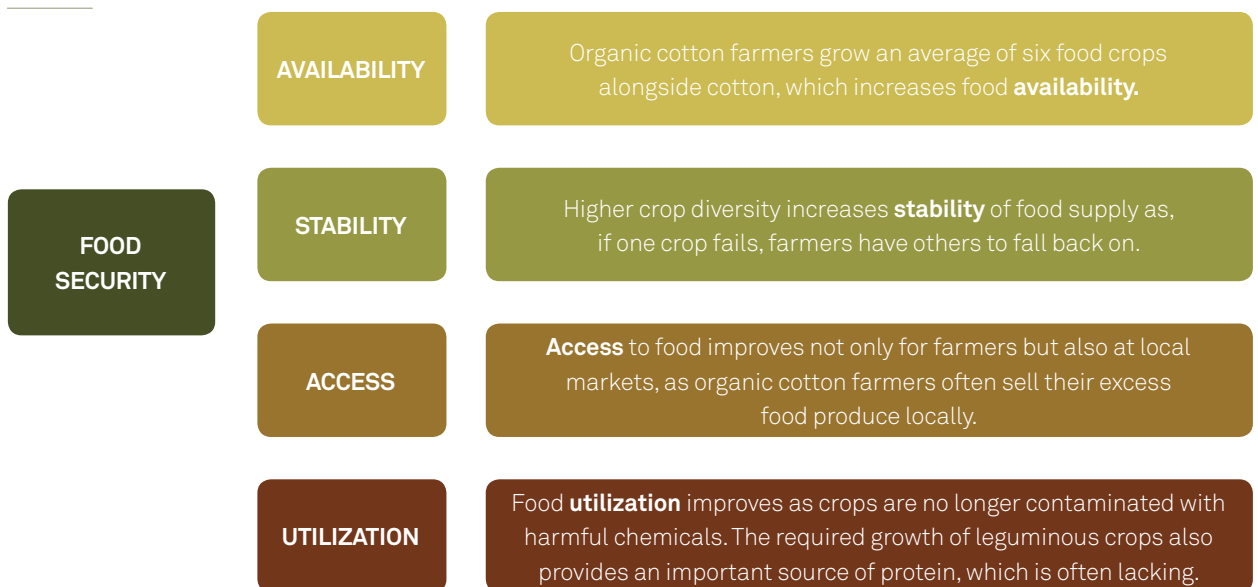 AVAILABILITY
Organic cotton farmers grow an average of six food crops
alongside cotton, which increases food availability.
FOOD
SECURITY
STABILITY
Higher crop diversity increases stability of food supply as,
if one crop fails, farmers have others to fall back on.
ACCESS
Access to food improves not only for farmers but also at local
markets, as organic cotton farmers often sell their excess
food produce locally.
UTILIZATION
Food utilization improves as crops are no longer contaminated with
harmful chemicals. The required growth of leguminous crops also
provides an important source of protein, which is often lacking.